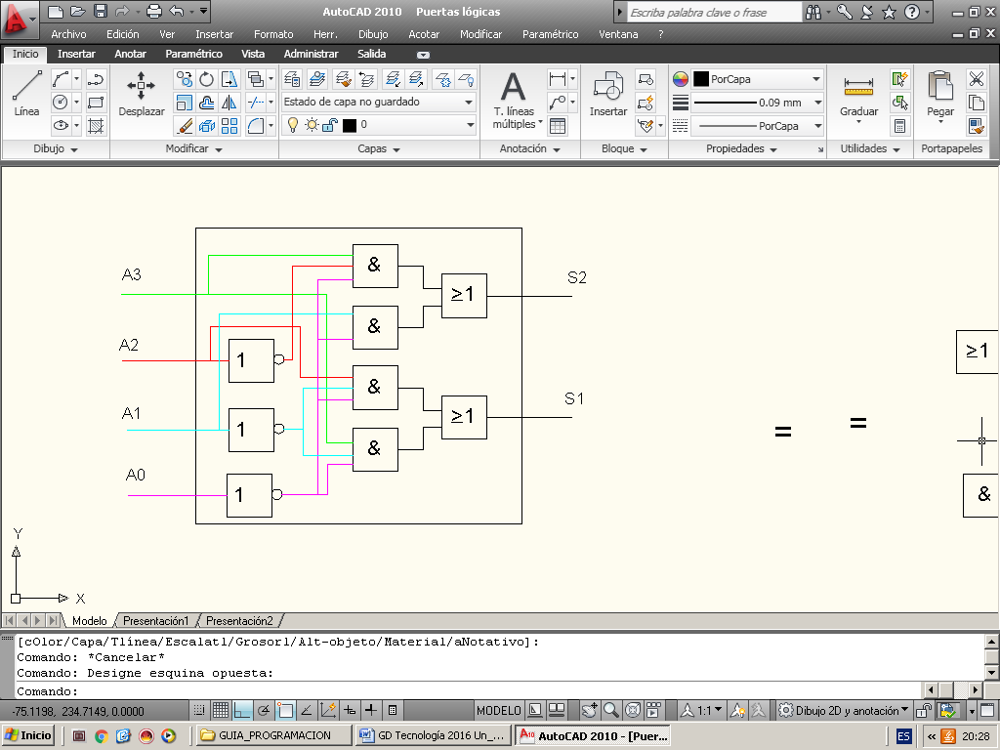 AutoCAD 2010 Puertas lógicas
Escriba palabra clave o frase
Archivo Edición Ver Insertar Formato Herr. Dibujo Acotar Modificar Paramétrico Ventana ?
Inicio Insertar Anotar Paramétrico Vista Administrar Salida
Línea
Desplazar
Estado de capa no guardado
0
A
T. líneas
múltiples
Insertar
PorCapa
0.09 mm
PorCapa
Graduar
Pegar
Dibujo Modificar Capas Anotación Bloque Propiedades Utilidades Portapapeles
A3
A2
A1
A0
1
1
1
&
&
&
&
≥1
≥1
S2
S1
=
=
≥1
&
Y
X
Modelo Presentación1 Presentación2
[cOlor/Capa/Tlínea/Escalatl/Grosorl/Alt-objeto/Material/aNotativo]:
Comando: *Cancelar*
Comando: Designe esquina opuesta:
Comando:
-75.1198, 234.7149, 0.0000 MODELO 1:1 Dibujo 2D y anotación
Inicio GUIA_PROGRAMACION GD Tecnología 2016 Un_... AutoCAD 2010 - [Puer... ES « 20:28